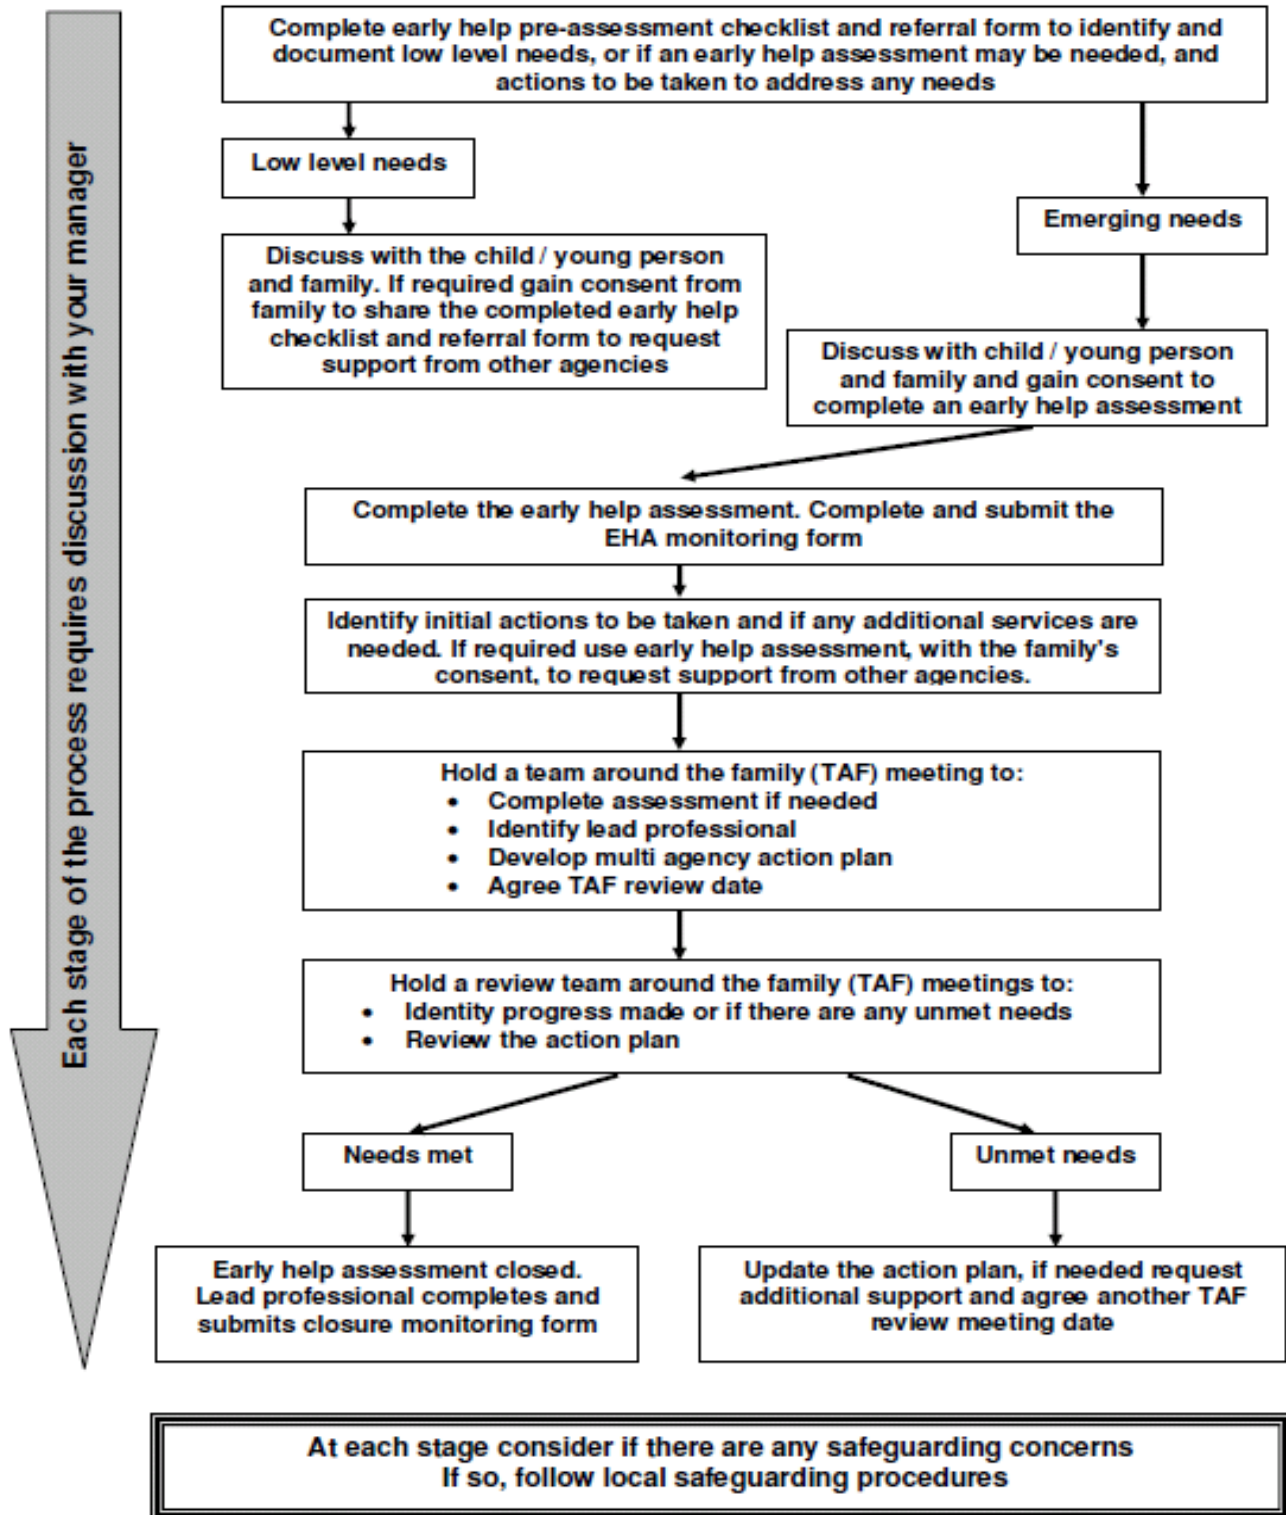 Complete early help pre-assessment checklist and referral form to identify and
document low level needs, or if an early help assessment may be needed, and
actions to be taken to address any needs
Low level needs
Emerging needs
Discuss with the child / young person
and family. If required gain consent from
family to share the completed early help
checklist and referral form to request
support from other agencies
Discuss with child / young person
and family and gain consent to
complete an early help assessment
Complete the early help assessment. Complete and submit the
EHA monitoring form
Identify initial actions to be taken and if any additional services are
needed. If required use early help assessment, with the family's
consent, to request support from other agencies.
Hold a team around the family (TAF) meeting to:
• Complete assessment if needed
• Identify lead professional
• Develop multi agency action plan
• Agree TAF review date
Hold a review team around the family (TAF) meetings to:
• Identity progress made or if there are any unmet needs
• Review the action plan
Needs met
Unmet needs
Early help assessment closed.
Lead professional completes and
submits closure monitoring form
Update the action plan, if needed request
additional support and agree another TAF
review meeting date
Each stage of the process requires discussion with your manager
At each stage consider if there are any safeguarding concerns
If so, follow local safeguarding procedures